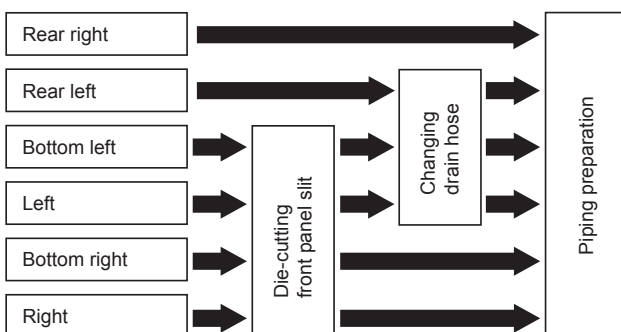 Rear right
Rear left
Bottom left
Left
Bottom right
Right
Die-cutting
front panel slit
Changing
drain hose
Piping preparation